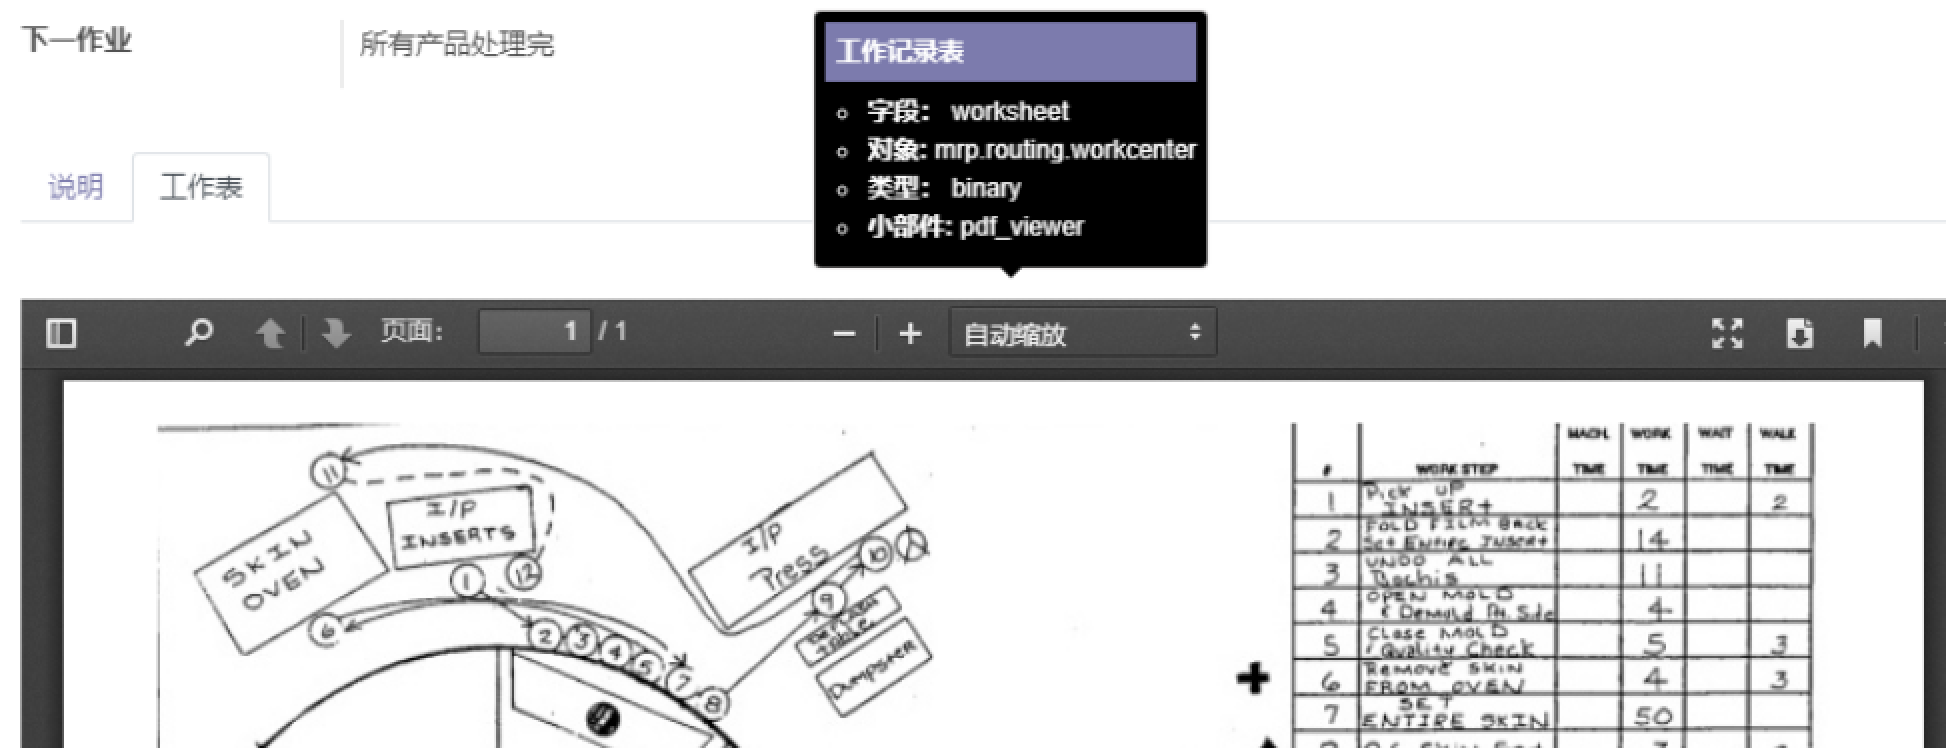 下一作业
所有产品处理完
工作记录表
字段： worksheet
对象: mrp.routing.workcenter
类型： binary
小部件: pdf_viewer
说明
工作表
页面:
1 / 1
自动缩放
11
I/P
INSERTS
SKIN
OVEN
I/P
Press
10
1
12
9
6
2
3
4
5
7
8
Table
Dumpster
MACH. WORK WAIT WALK
# WORK STEP TIME TIME TIME TIME
1 Pick UP INSERt 2 2
2 FOLD FILM BACK Set Entire Insert 14
3 UNDO ALL 11
4 OPEN MOLD & Demold Pt. Side 4
5 Close MOLD / Quality Check 5 3
6 Remove SKIN FROM OVEN 4 3
7 SET ENTIRE SKIN 50